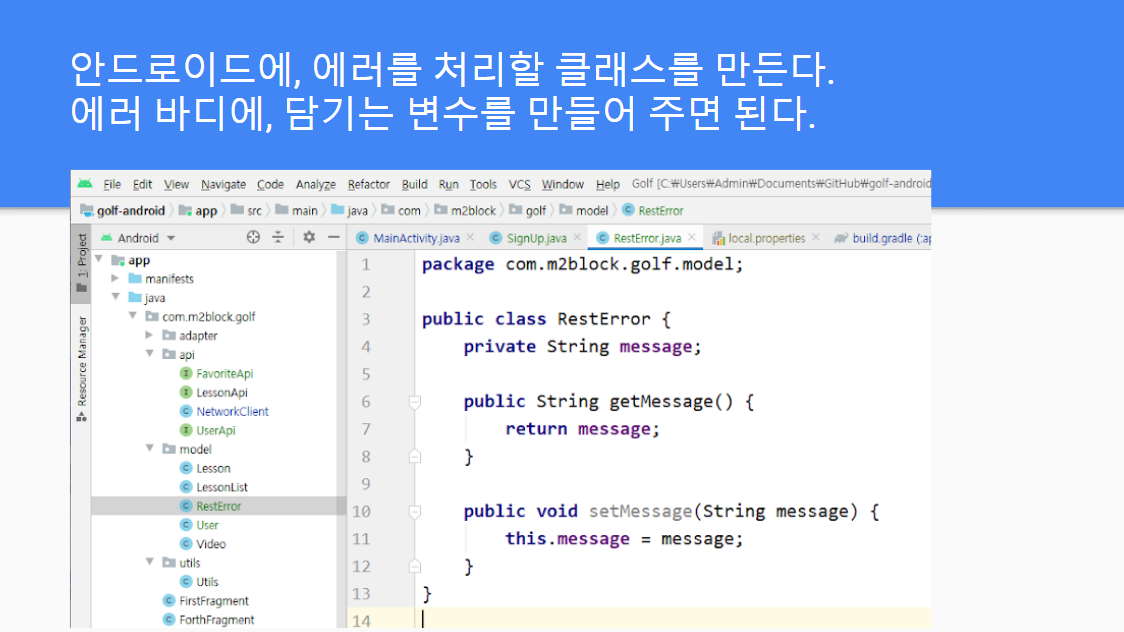 안드로이드에, 에러를 처리할 클래스를 만든다.
에러 바디에, 담기는 변수를 만들어 주면 된다.
File Edit View Navigate Code Analyze Refactor Build Run Tools VCS Window Help Golf [C:₩Users₩Admin₩Documents₩GitHub₩golf-android
golf-android app src main java com m2block golf model RestError
Android MainActivity.java SignUp.java RestError.java local.properties build.gradle (:ap
1: Project
Resource Manager
app
manifests
java
com.m2block.golf
adapter
api
FavoriteApi
LessonApi
NetworkClient
UserApi
model
Lesson
LessonList
RestError
User
Video
utils
Utils
FirstFragment
ForthFragment
1 package com.m2block.golf.model;
2
3 public class RestError {
4 private String message;
5
6 public String getMessage() {
7 return message;
8 }
9
10 public void setMessage(String message) {
11 this.message = message;
12 }
13 }
14